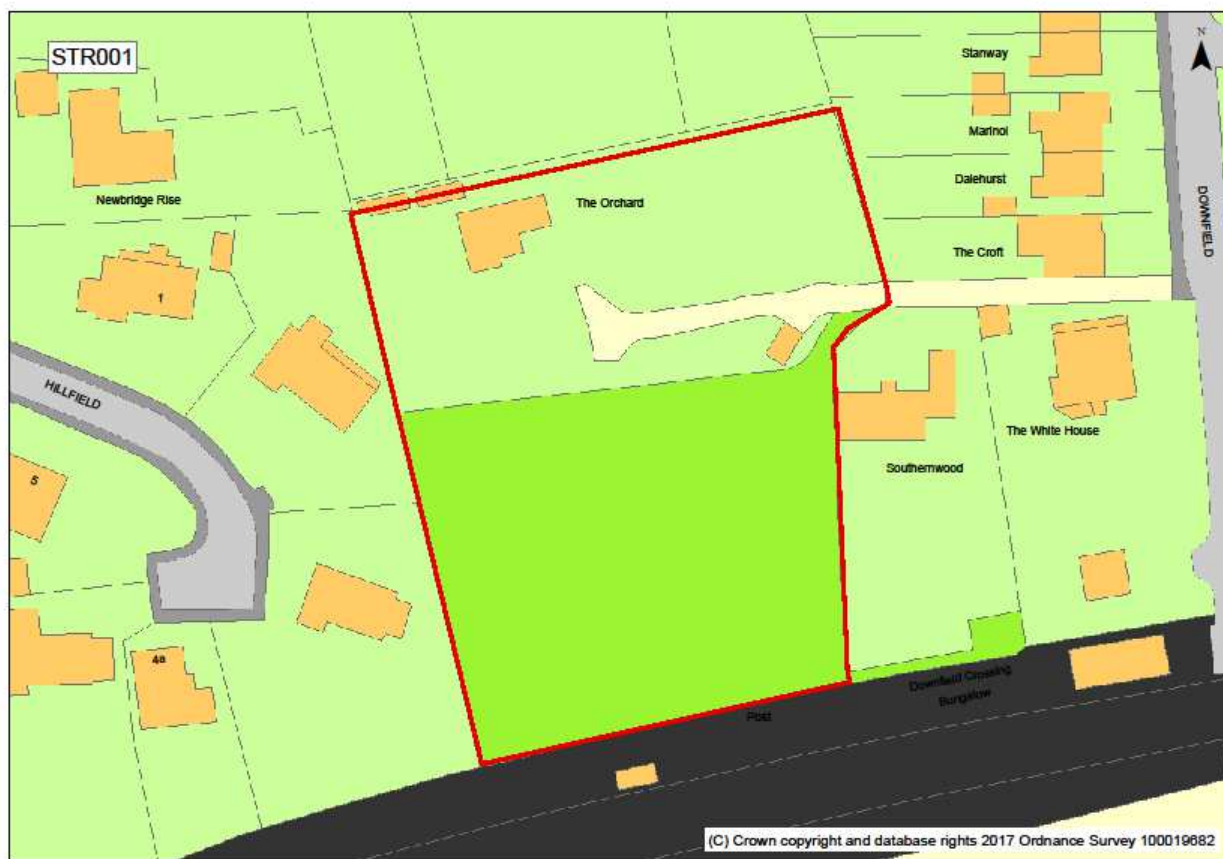 STR001
N
Stanway
Marinol
Dalehurst
The Croft
DOWNFIELD
Newbridge Rise
The Orchard
1
HILLFIELD
5
4a
The White House
Southernwood
Downfield Crossing
Bungalow
Post
(C) Crown copyright and database rights 2017 Ordnance Survey 100019682